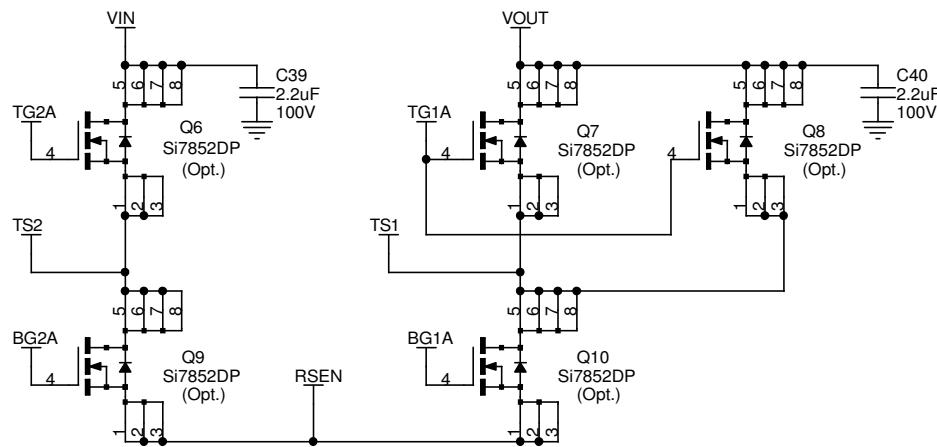 VIN
VOUT
5 6 7 8
C39
2.2uF
100V
5 6 7 8
5 6 7 8
C40
2.2uF
100V
TG2A
4
Q6
Si7852DP
(Opt.)
TG1A
4
Q7
Si7852DP
(Opt.)
4
Q8
Si7852DP
(Opt.)
1 2 3
1 2 3
1 2 3
TS2
TS1
5 6 7 8
5 6 7 8
BG2A
4
Q9
Si7852DP
(Opt.)
RSEN
BG1A
4
Q10
Si7852DP
(Opt.)
1 2 3
1 2 3